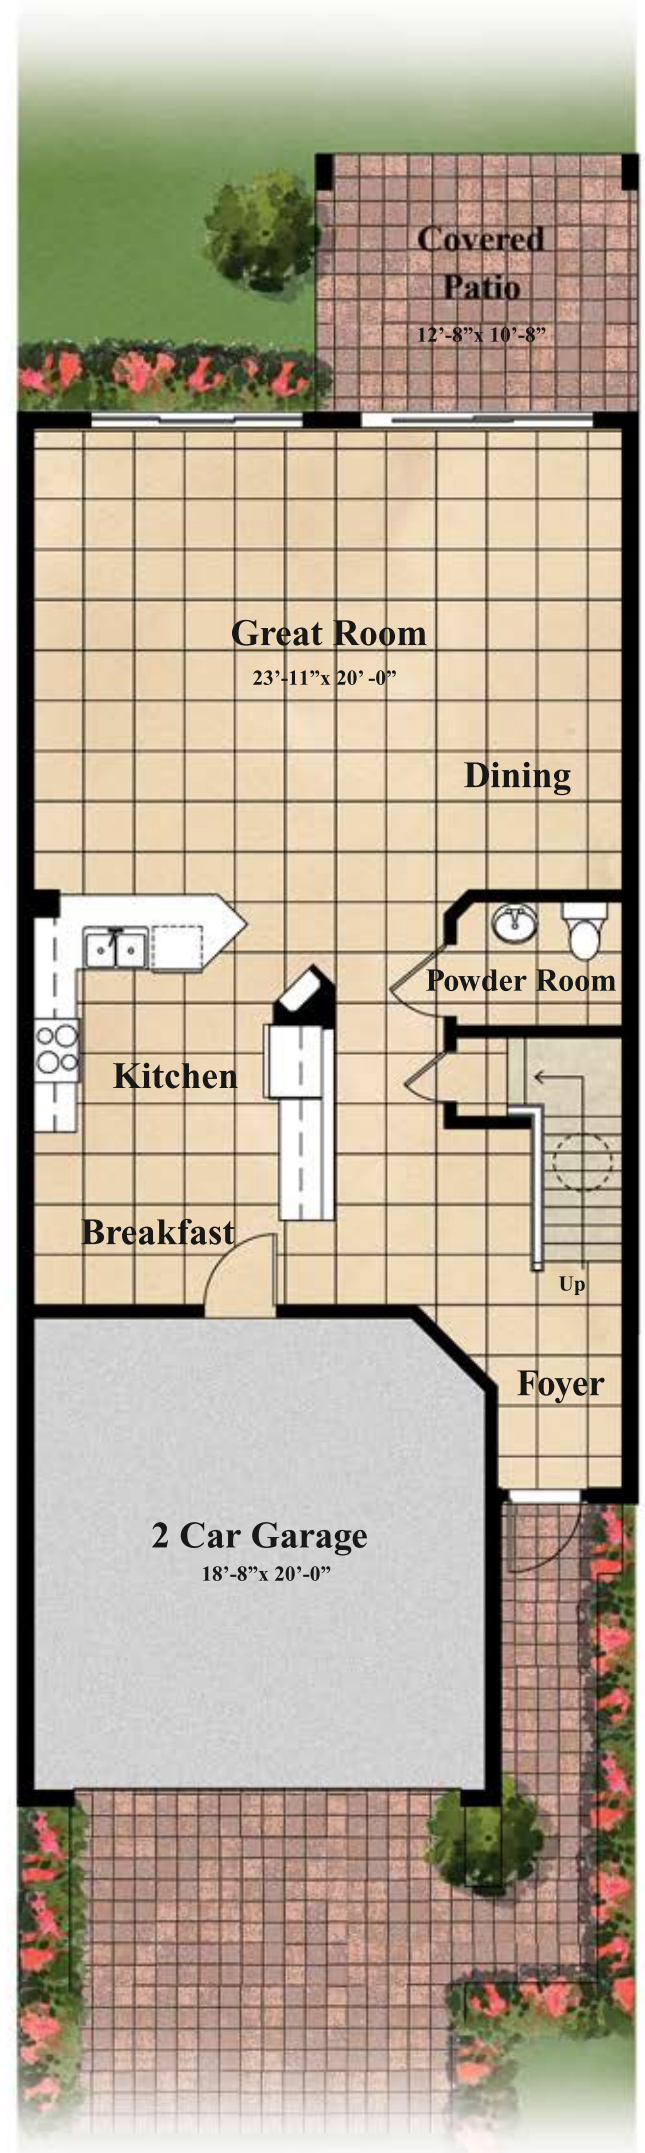 Covered
Patio
12’-8”x 10’-8”
Great Room
23’-11”x 20’ -0”
Dining
Powder Room
Kitchen
Breakfast
Up
Foyer
2 Car Garage
18’-8”x 20’-0”